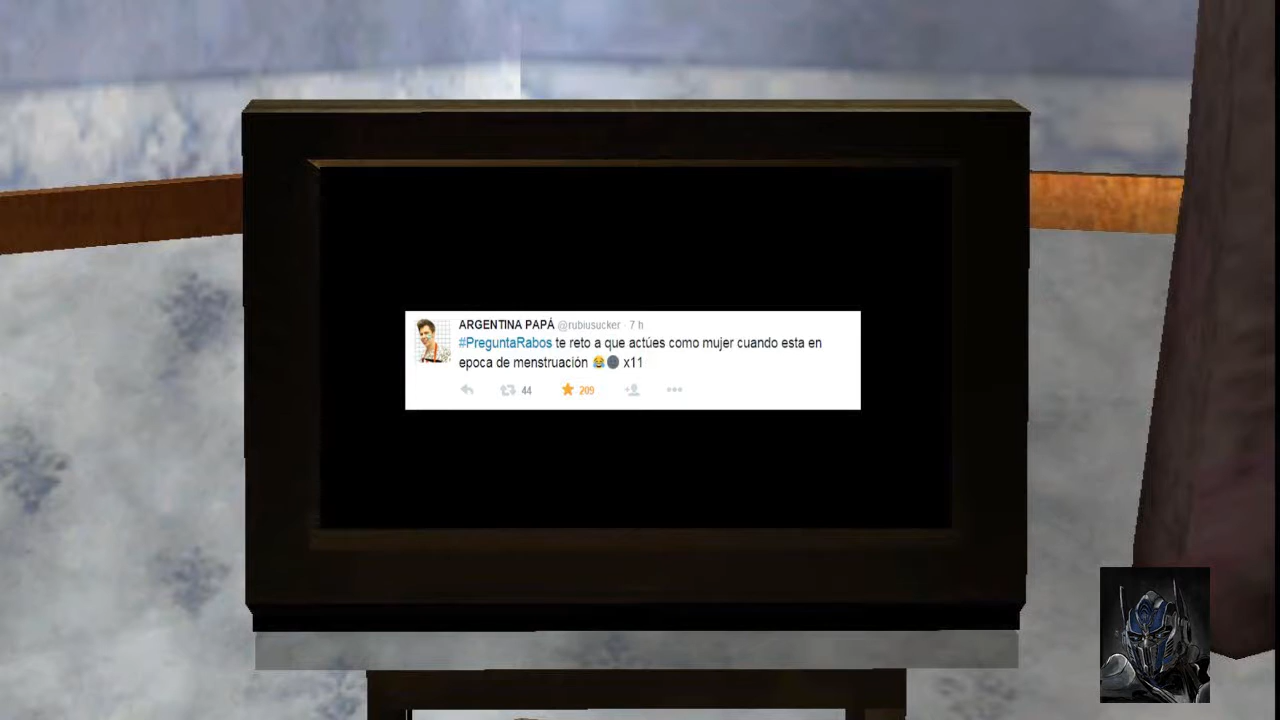 ARGENTINA PAPÁ @rubiusucker · 7 h
#PreguntaRabos te reto a que actúes como mujer cuando esta en
epoca de menstruación 😂🌚 x11
44 209